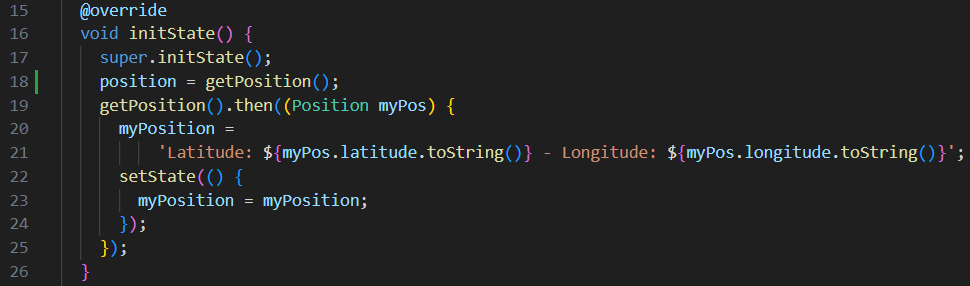 15 @override
16 void initState() {
17 super.initState();
18 position = getPosition();
19 getPosition().then((Position myPos) {
20 myPosition =
21 'Latitude: ${myPos.latitude.toString()} - Longitude: ${myPos.longitude.toString()}';
22 setState(() {
23 myPosition = myPosition;
24 });
25 });
26 }